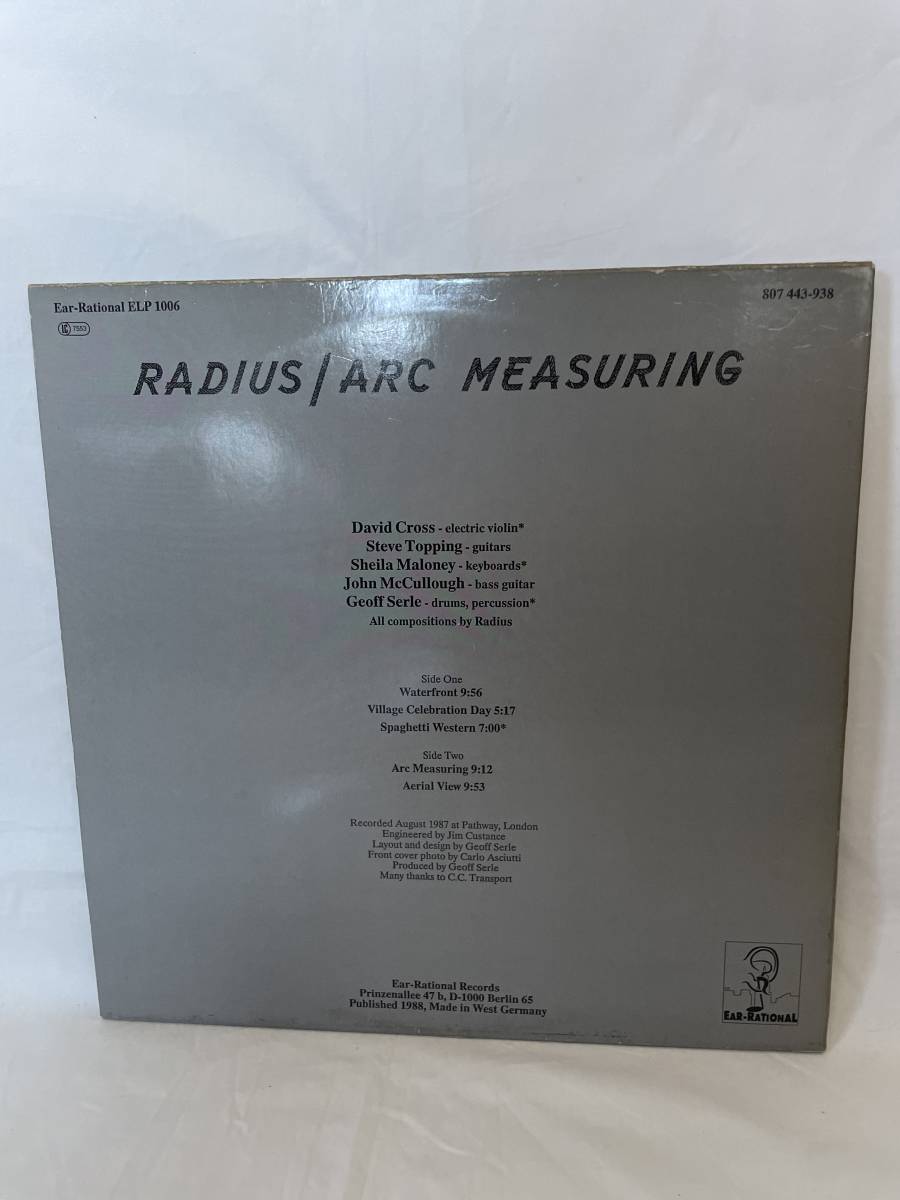 Ear-Rational ELP 1006
807 443-938
LC 7553
RADIUS/ARC MEASURING
David Cross - electric violin*
Steve Topping - guitars
Sheila Maloney - keyboards*
John McCullough - bass guitar
Geoff Serle - drums, percussion*
All compositions by Radius
Side One
Waterfront 9:56
Village Celebration Day 5:17
Spaghetti Western 7:00*
Side Two
Arc Measuring 9:12
Aerial View 9:53
Recorded August 1987 at Pathway, London
Engineered by Jim Custance
Layout and design by Geoff Serle
Front cover photo by Carlo Asciutti
Produced by Geoff Serle
Many thanks to C.C. Transport
Ear-Rational Records
Prinzenallee 47 b, D-1000 Berlin 65
Published 1988, Made in West Germany
EAR-RATIONAL